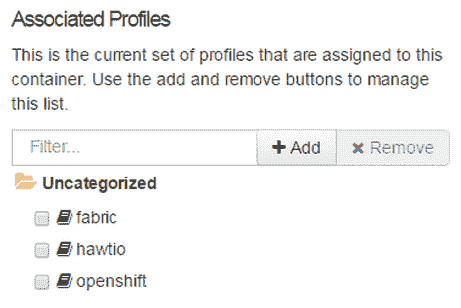 Associated Profiles
This is the current set of profiles that are assigned to this
container. Use the add and remove buttons to manage
this list.
Filter... Add Remove
Uncategorized
fabric
hawtio
openshift